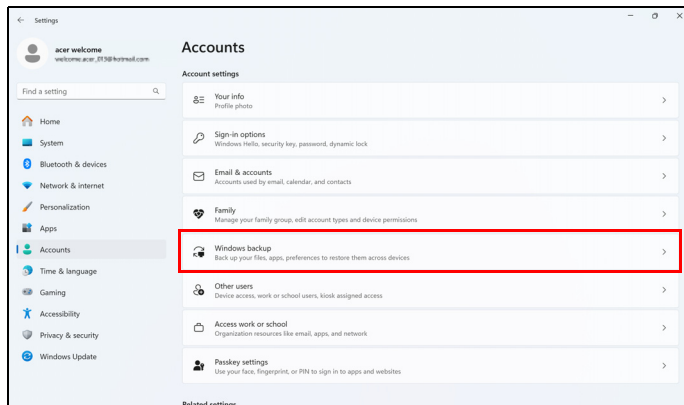 Settings
acer welcome
Find a setting
Home
System
Bluetooth & devices
Network & internet
Personalization
Apps
Accounts
Time & language
Gaming
Accessibility
Privacy & security
Windows Update
Accounts
Account settings
Your info
Profile photo
Sign-in options
Windows Hello, security key, password, dynamic lock
Email & accounts
Accounts used by email, calendar, and contacts
Family
Manage your family group, edit account types and device permissions
Windows backup
Back up your files, apps, preferences to restore them across devices
Other users
Device access, work or school users, kiosk assigned access
Access work or school
Organization resources like email, apps, and network
Passkey settings
Use your face, fingerprint, or PIN to sign in to apps and websites
Related settings